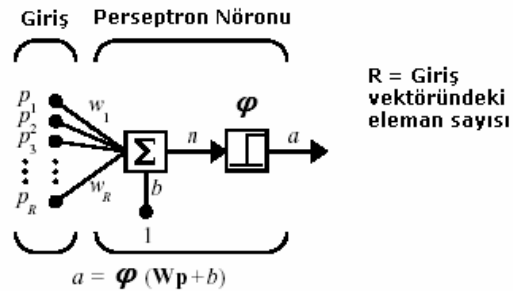 Giriş Perseptron Nöronu
p1
p2
p3
pR
w1
wR
Σ
n
b
1
φ
a
R = Giriş
vektöründeki
eleman sayısı
a = φ (Wp+b)